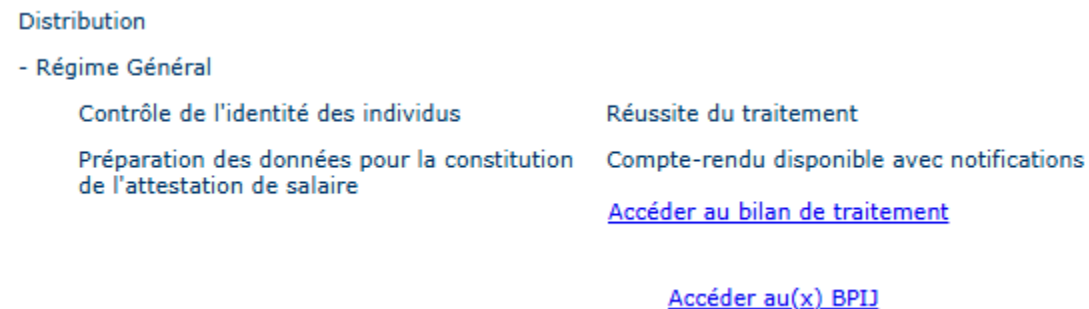 Distribution
- Régime Général
Contrôle de l'identité des individus Réussite du traitement
Préparation des données pour la constitution Compte-rendu disponible avec notifications
de l'attestation de salaire
Accéder au bilan de traitement
Accéder au(x) BPIJ